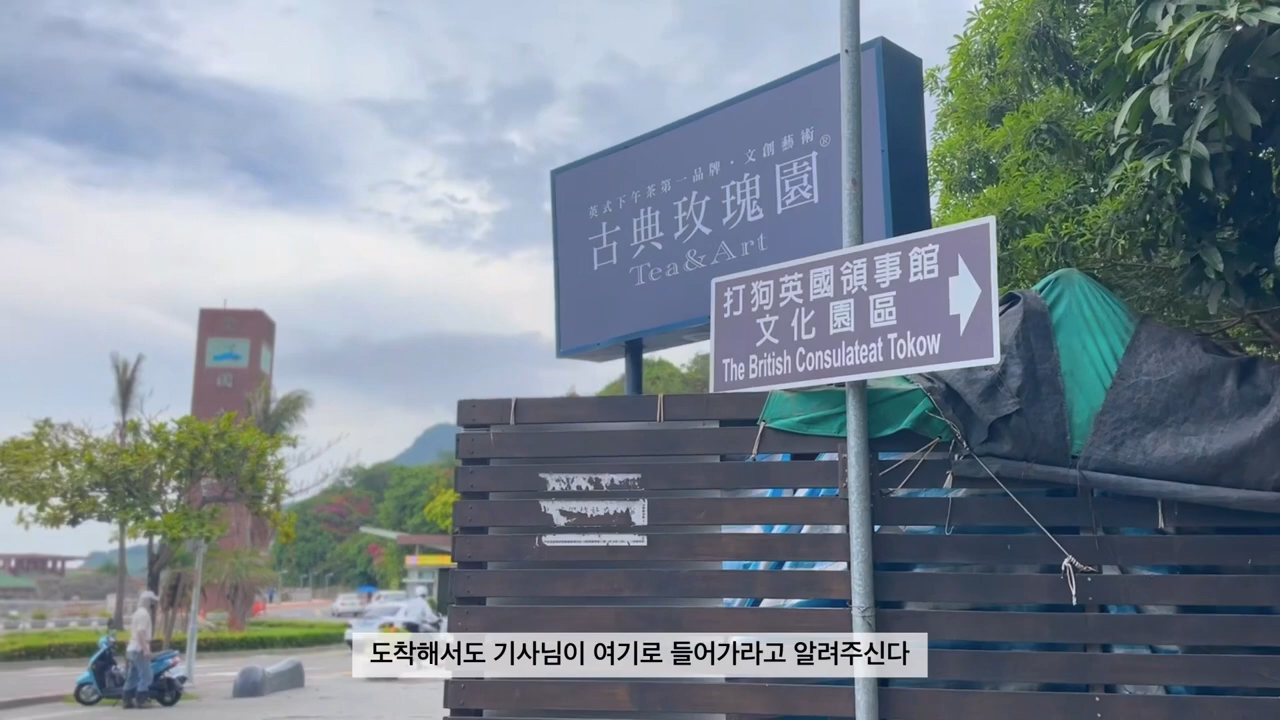 英式下午茶第一品牌・文創藝術
古典玫瑰園®
Tea&Art
打狗英國領事館
文化園區
The British Consulateat Tokow
도착해서도 기사님이 여기로 들어가라고 알려주신다